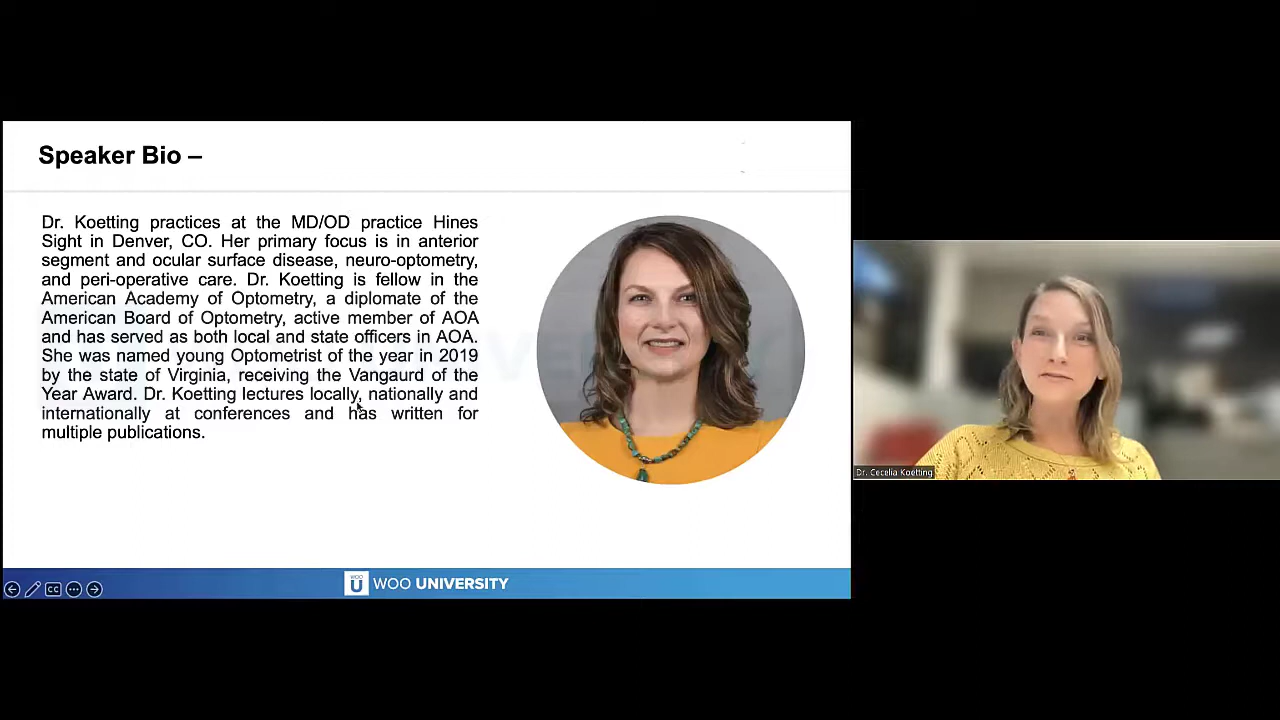 Speaker Bio –
Dr. Koetting practices at the MD/OD practice Hines
Sight in Denver, CO. Her primary focus is in anterior
segment and ocular surface disease, neuro-optometry,
and peri-operative care. Dr. Koetting is fellow in the
American Academy of Optometry, a diplomate of the
American Board of Optometry, active member of AOA
and has served as both local and state officers in AOA.
She was named young Optometrist of the year in 2019
by the state of Virginia, receiving the Vangaurd of the
Year Award. Dr. Koetting lectures locally, nationally and
internationally at conferences and has written for
multiple publications.
Dr. Cecelia Koetting
CC
WOO
U
WOO UNIVERSITY